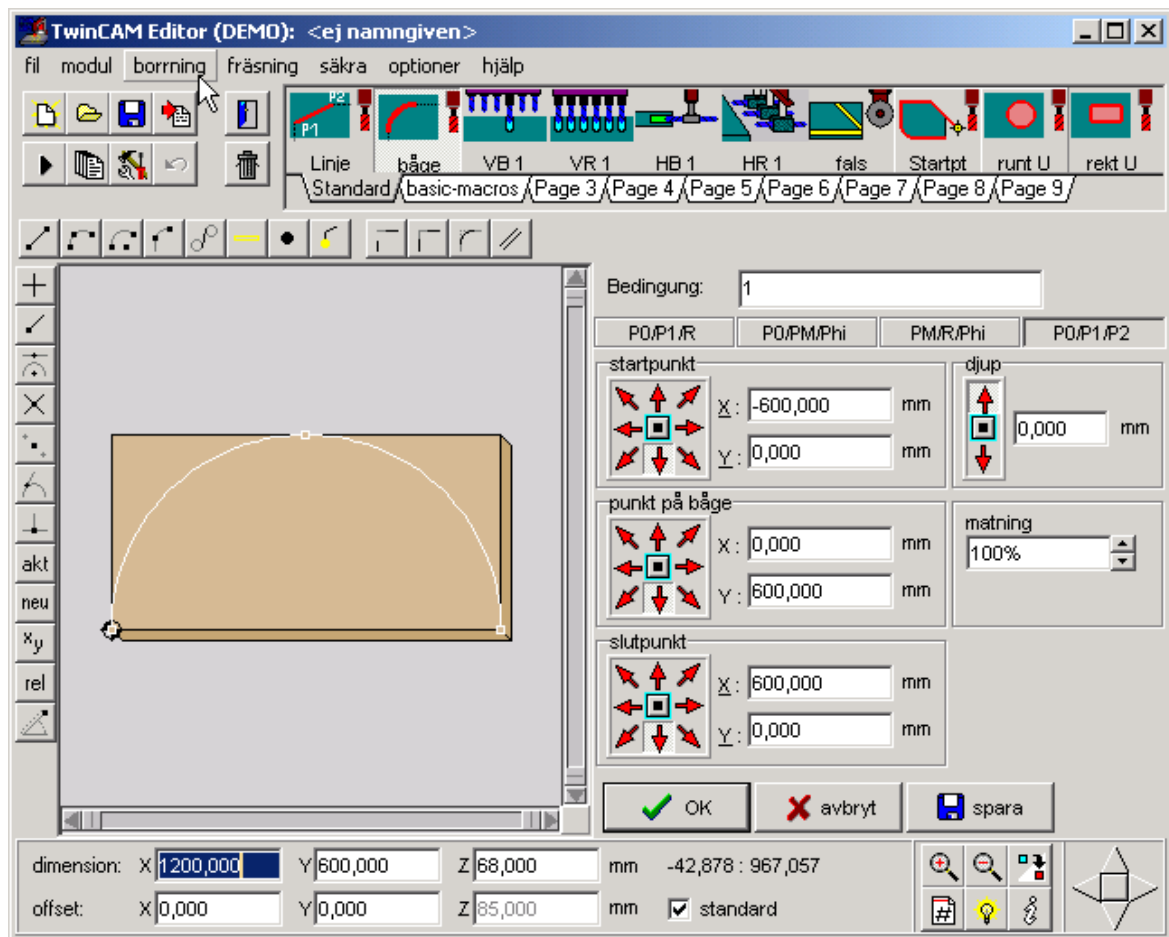 TwinCAM Editor (DEMO): <ej namngiven>
fil modul borrning fräsning säkra optioner hjälp
P2
P1
Linje båge VB 1 VR 1 HB 1 HR 1 fals Startpt runt U rekt U
Standard basic-macros Page 3 Page 4 Page 5 Page 6 Page 7 Page 8 Page 9
Bedingung: 1
P0/P1/R P0/PM/Phi PM/R/Phi P0/P1/P2
startpunkt
X: -600,000 mm
Y: 0,000 mm
djup
0,000 mm
punkt på båge
X: 0,000 mm
Y: 600,000 mm
matning
100%
slutpunkt
X: 600,000 mm
Y: 0,000 mm
akt
neu
xy
rel
OK avbryt spara
dimension: X 1200,000 Y 600,000 Z 68,000 mm -42,878 : 967,057
offset: X 0,000 Y 0,000 Z 85,000 mm standard